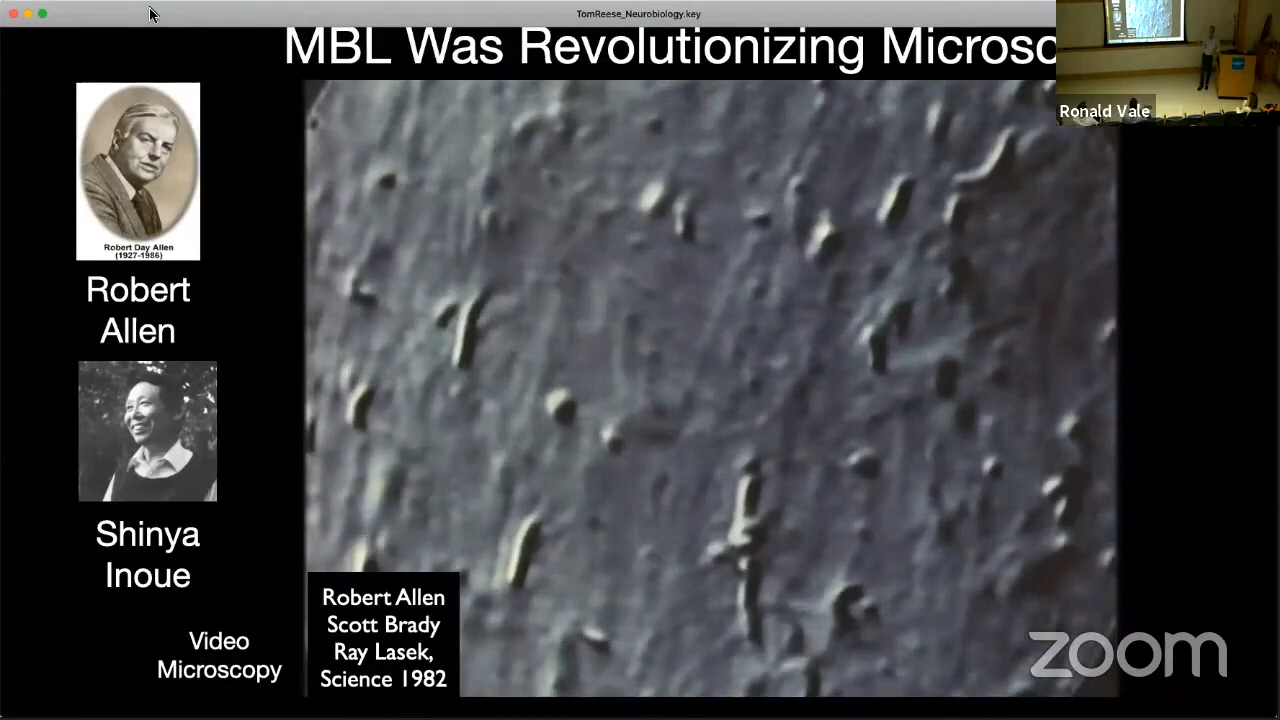 TomReese_Neurobiology.key
MBL Was Revolutionizing Microsc
Ronald Vale
Robert Day Allen
(1927-1986)
Robert
Allen
Shinya
Inoue
Video
Microscopy
Robert Allen
Scott Brady
Ray Lasek,
Science 1982
zoom